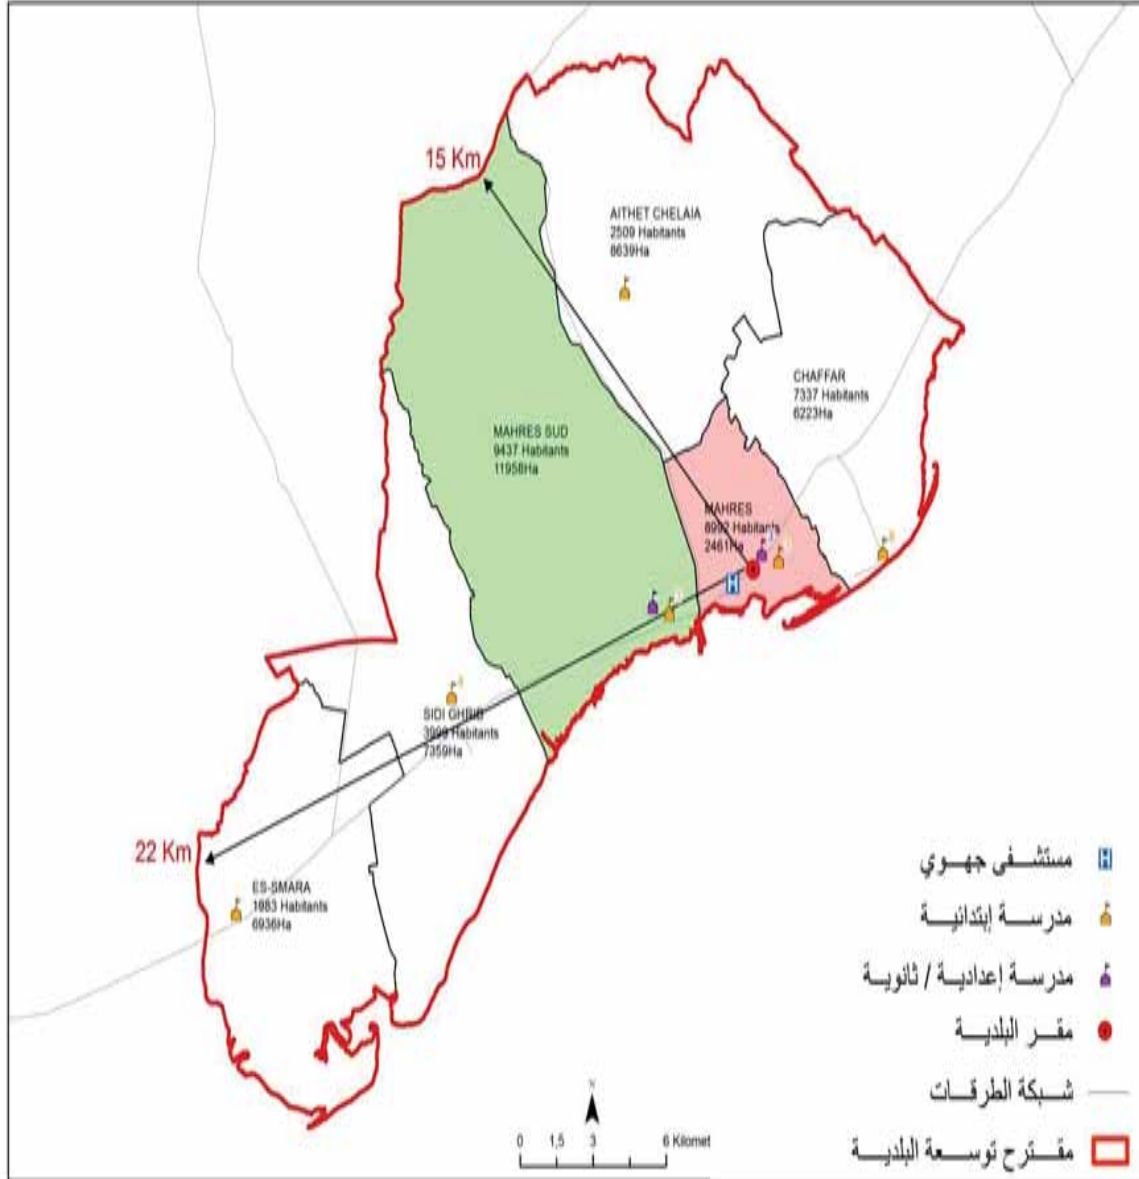 15 Km
AITHET CHELAIA
2509 Habitants
8639Ha
CHAFFAR
7337 Habitants
6223Ha
MAHRES SUD
9437 Habitants
11958Ha
MAHRES
Habitants
2461Ha
SIDI GHRIB
Habitants
7359Ha
22 Km
ES-SMARA
1983 Habitants
6936Ha
مستشفى جهوي
مدرسة إبتدائية
مدرسة إعدادية / ثانوية
مقر البلدية
شبكة الطرقات
مقترح توسعة البلدية
N
0 1,5 3 6 Kilomet